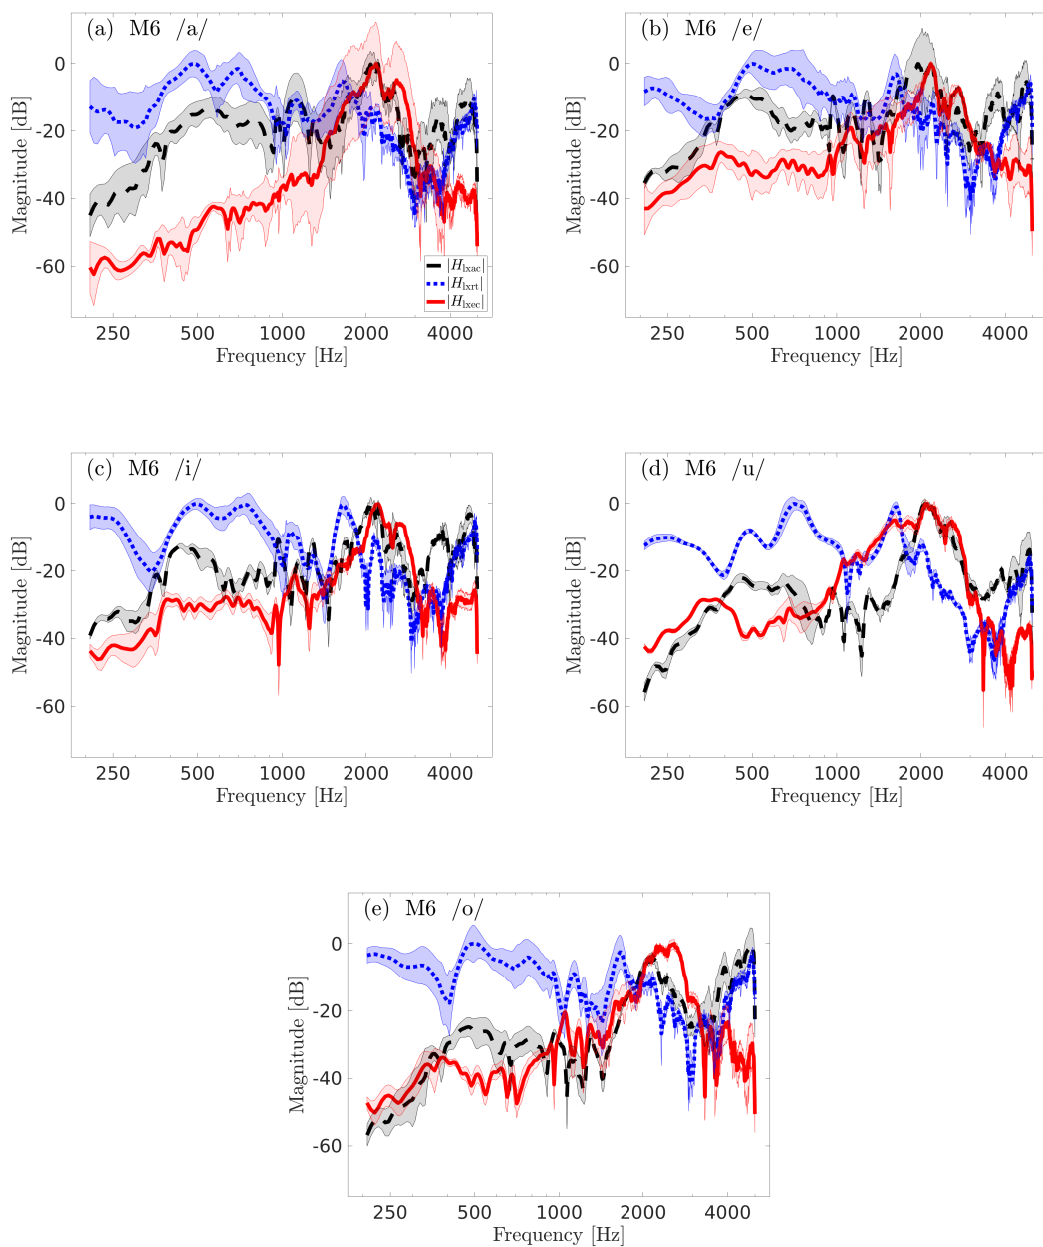 (a) M6 /a/
0
-20
-40
-60
Magnitude [dB]
250 500 1000 2000 4000
Frequency [Hz]
|H_lxac|
|H_lxrt|
|H_lxec|
(b) M6 /e/
0
-20
-40
-60
Magnitude [dB]
250 500 1000 2000 4000
Frequency [Hz]
(c) M6 /i/
0
-20
-40
-60
Magnitude [dB]
250 500 1000 2000 4000
Frequency [Hz]
(d) M6 /u/
0
-20
-40
-60
Magnitude [dB]
250 500 1000 2000 4000
Frequency [Hz]
(e) M6 /o/
0
-20
-40
-60
Magnitude [dB]
250 500 1000 2000 4000
Frequency [Hz]